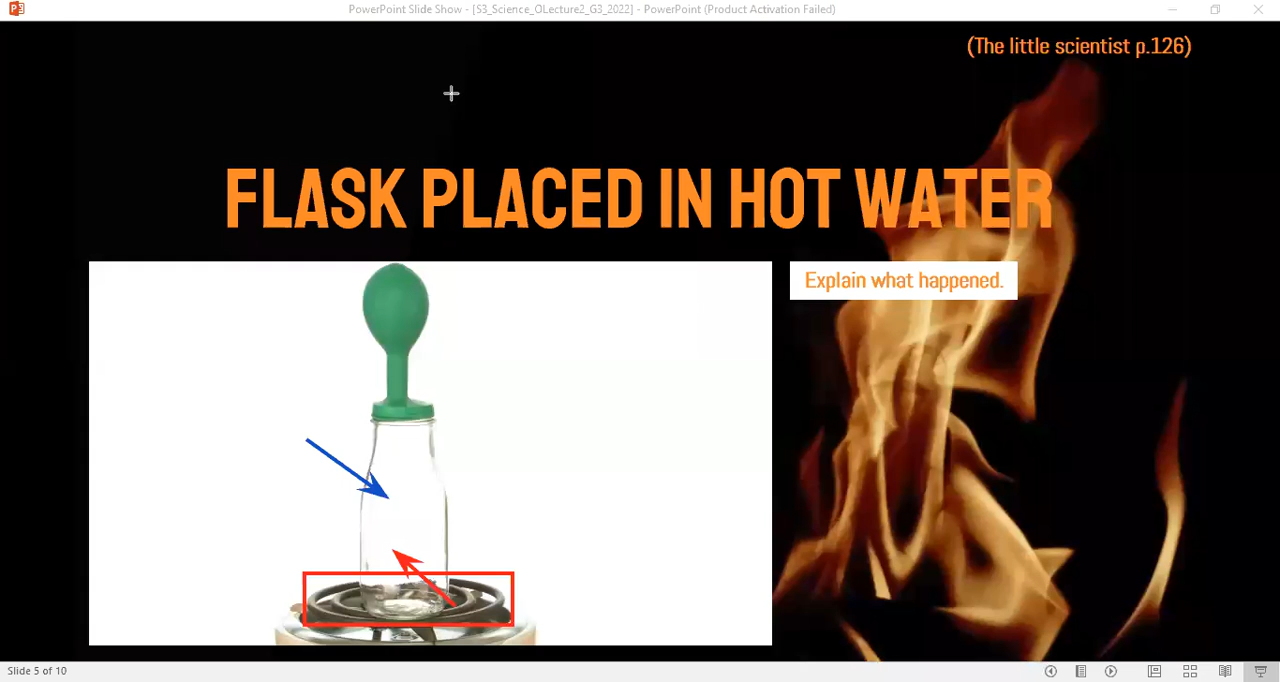 PowerPoint Slide Show - [S3_Science_OLecture2_G3_2022] - PowerPoint (Product Activation Failed)
(The little scientist p.126)
FLASK PLACED IN HOT WATER
Explain what happened.
Slide 5 of 10